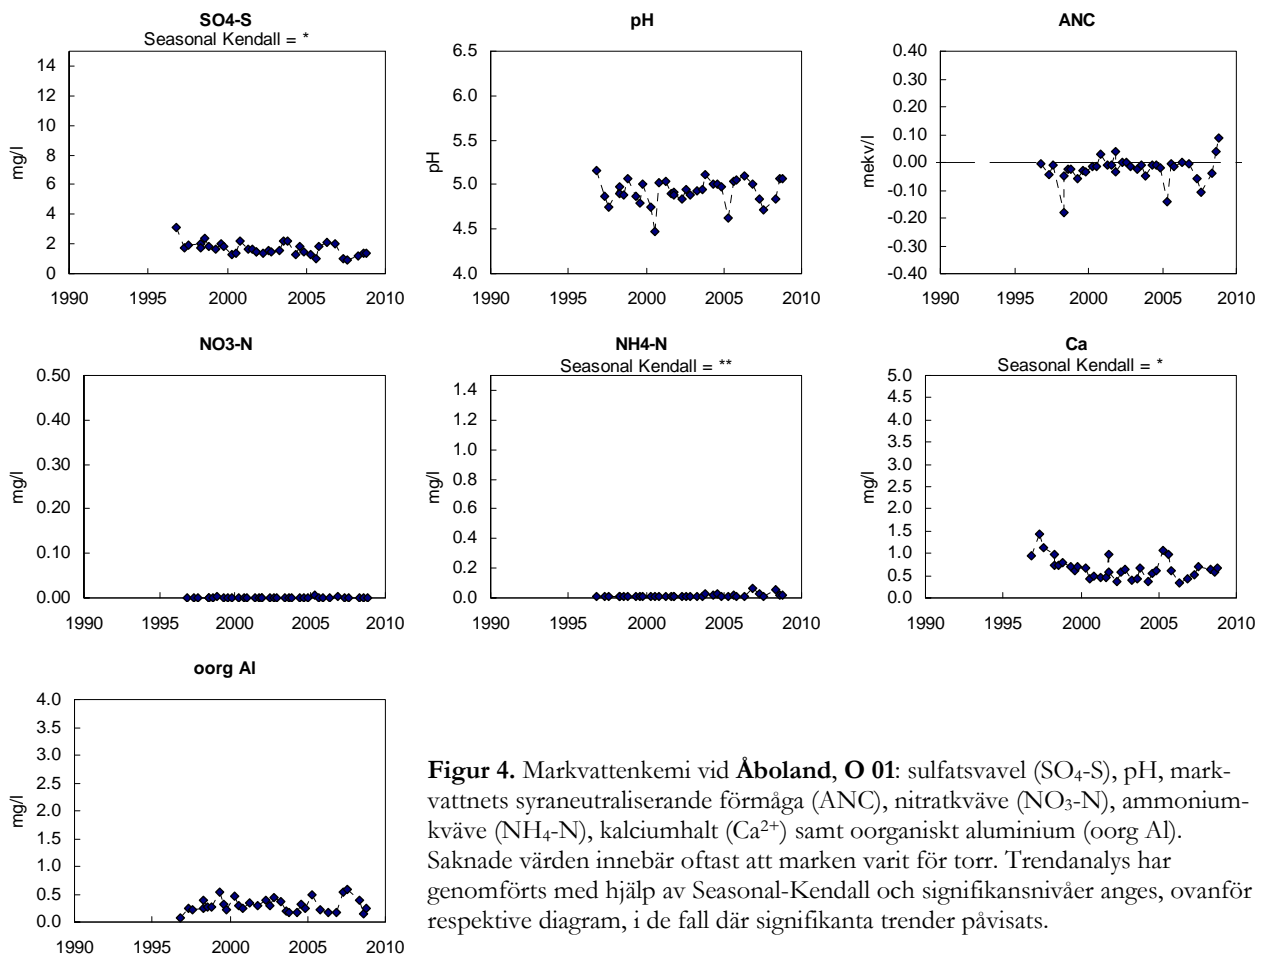 SO4-S
Seasonal Kendall = *
mg/l
14
12
10
8
6
4
2
0
1990 1995 2000 2005 2010
pH
pH
6.5
6.0
5.5
5.0
4.5
4.0
1990 1995 2000 2005 2010
ANC
mekv/l
0.40
0.30
0.20
0.10
0.00
-0.10
-0.20
-0.30
-0.40
1990 1995 2000 2005 2010
NO3-N
mg/l
0.50
0.40
0.30
0.20
0.10
0.00
1990 1995 2000 2005 2010
NH4-N
Seasonal Kendall = **
mg/l
1.4
1.2
1.0
0.8
0.6
0.4
0.2
0.0
1990 1995 2000 2005 2010
Ca
Seasonal Kendall = *
mg/l
5.0
4.5
4.0
3.5
3.0
2.5
2.0
1.5
1.0
0.5
0.0
1990 1995 2000 2005 2010
oorg Al
mg/l
4.0
3.5
3.0
2.5
2.0
1.5
1.0
0.5
0.0
1990 1995 2000 2005 2010
Figur 4. Markvattenkemi vid Åboland, O 01: sulfatsvavel (SO₄-S), pH, mark-
vattnets syraneutraliserande förmåga (ANC), nitratkväve (NO₃-N), ammonium-
kväve (NH₄-N), kalciumhalt (Ca²⁺) samt oorganiskt aluminium (oorg Al).
Saknade värden innebär oftast att marken varit för torr. Trendanalys har
genomförts med hjälp av Seasonal-Kendall och signifikansnivåer anges, ovanför
respektive diagram, i de fall där signifikanta trender påvisats.